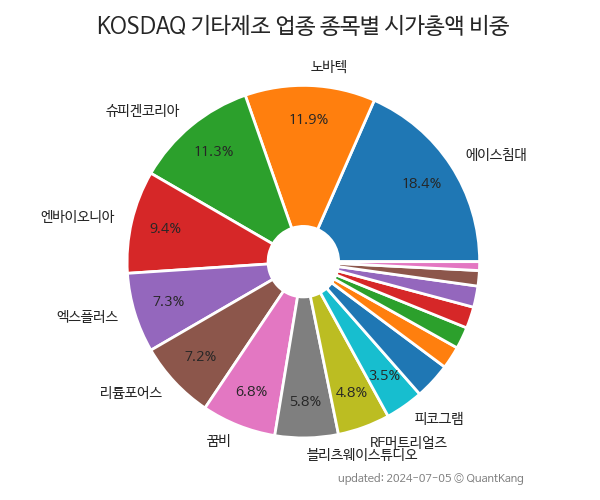 KOSDAQ 기타제조 업종 종목별 시가총액 비중
노바텍
11.9%
슈피겐코리아
11.3%
에이스침대
18.4%
엔바이오니아
9.4%
엑스플러스
7.3%
리튬포어스
7.2%
꿈비
6.8%
블리츠웨이스튜디오
5.8%
RF머트리얼즈
4.8%
피코그램
3.5%
updated: 2024-07-05 © QuantKang